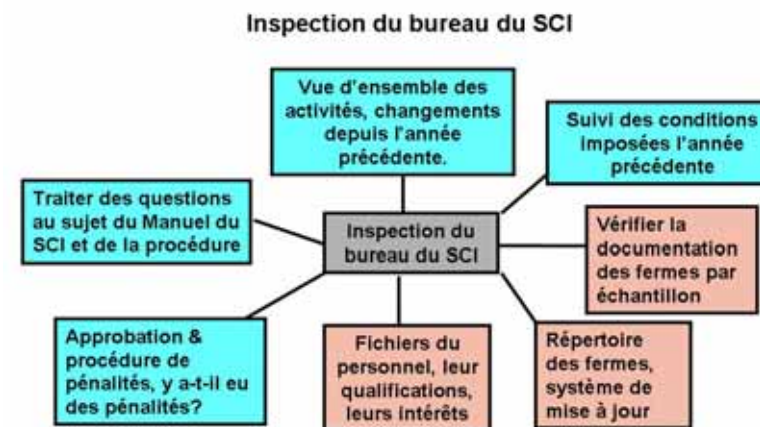 Inspection du bureau du SCI
Vue d'ensemble des
activités, changements
depuis l'année
précédente.
Suivi des conditions
imposées l'année
précédente
Traiter des questions
au sujet du Manuel du
SCI et de la procédure
Inspection du
bureau du SCI
Vérifier la
documentation
des fermes par
échantillon
Approbation &
procédure de
pénalités, y a-t-il eu
des pénalités?
Fichiers du
personnel, leur
qualifications,
leurs intérêts
Répertoire
des fermes,
système de
mise à jour